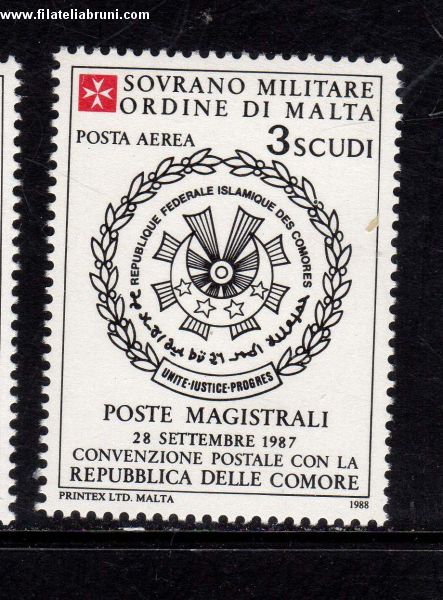 www.filateliabruni.com
SOVRANO MILITARE
ORDINE DI MALTA
POSTA AEREA
3 SCUDI
REPUBLIQUE FEDERALE ISLAMIQUE DES COMORES
UNITE-JUSTICE-PROGRES
POSTE MAGISTRALI
28 SETTEMBRE 1987
CONVENZIONE POSTALE CON LA
REPUBBLICA DELLE COMORE
PRINTEX LTD. MALTA
1988